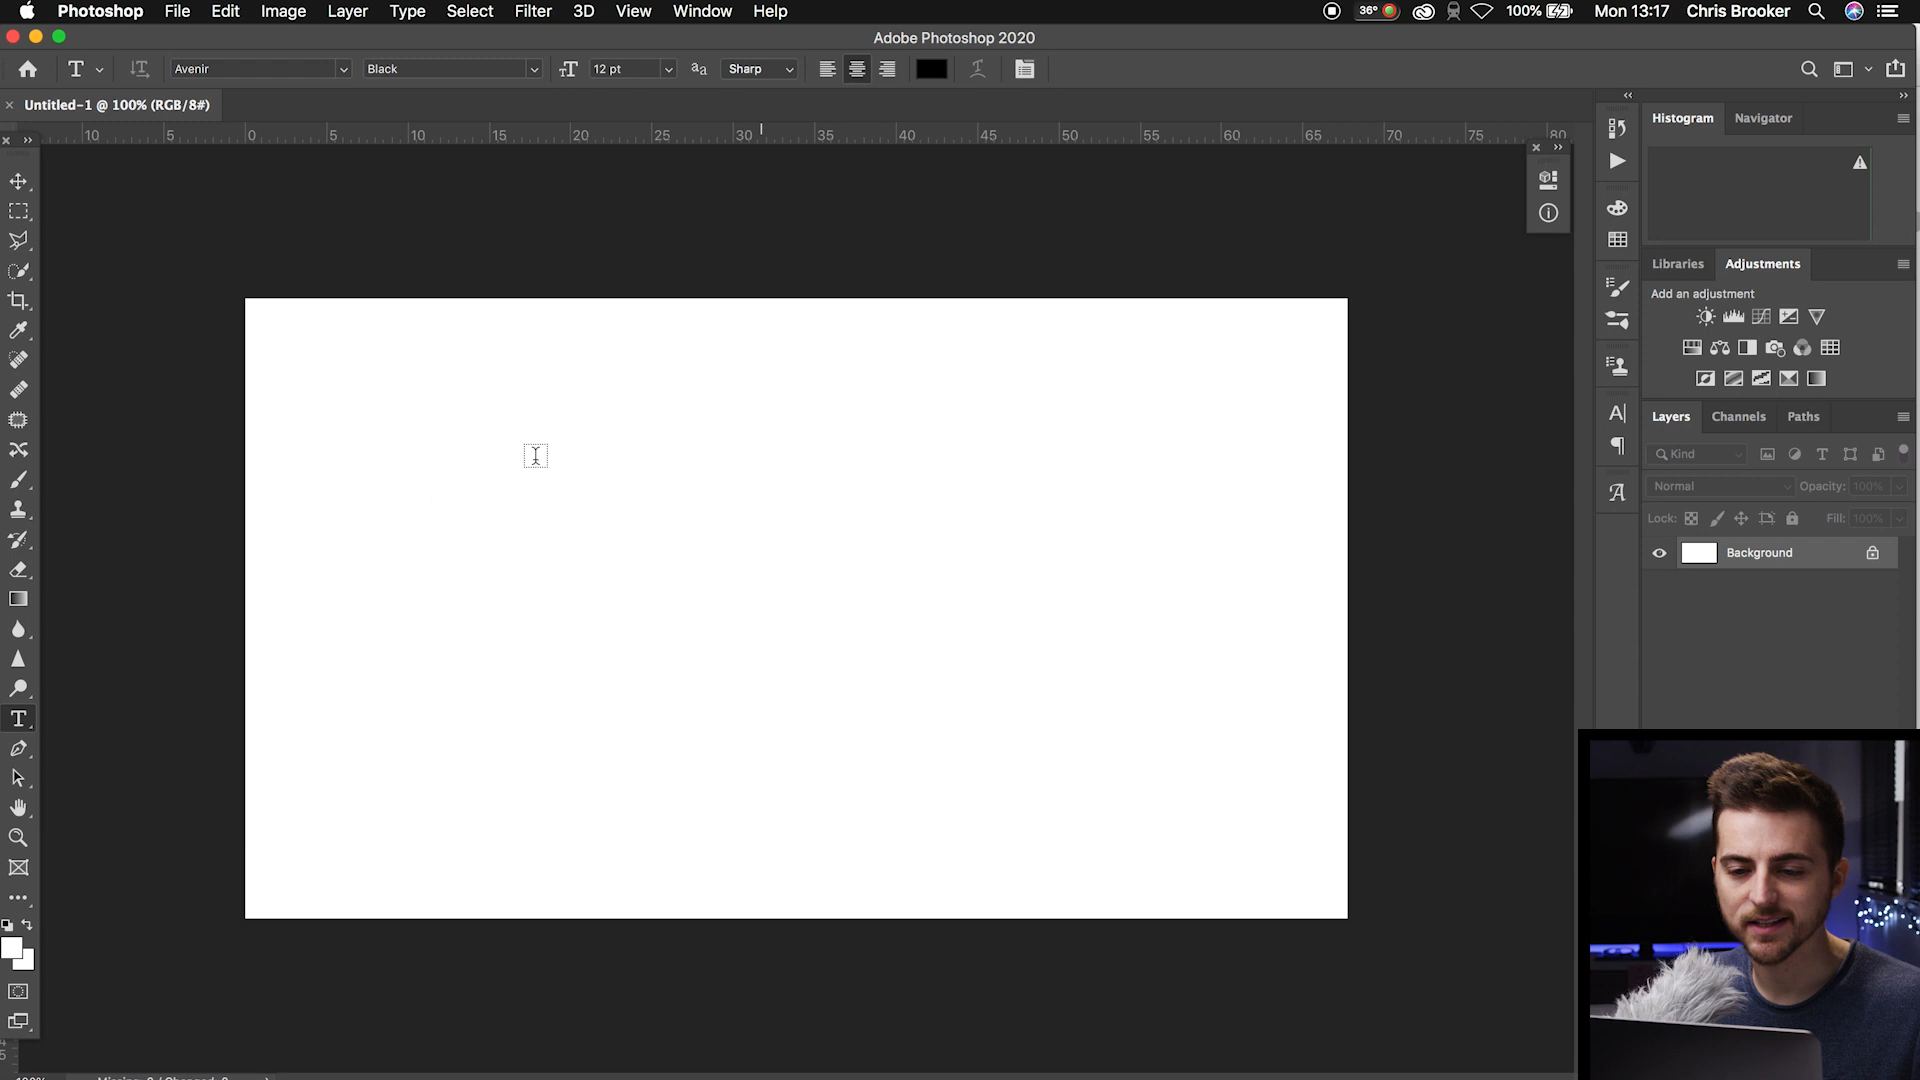 Photoshop File Edit Image Layer Type Select Filter 3D View Window Help 36° 100% Mon 13:17 Chris Brooker
Adobe Photoshop 2020
Avenir Black 12 pt Sharp
Untitled-1 @ 100% (RGB/8#)
10 5 0 5 10 15 20 25 30 35 40 45 50 55 60 65 70 75 80
Histogram Navigator
Libraries Adjustments
Add an adjustment
Layers Channels Paths
Kind
Normal Opacity: 100%
Lock: Fill: 100%
Background